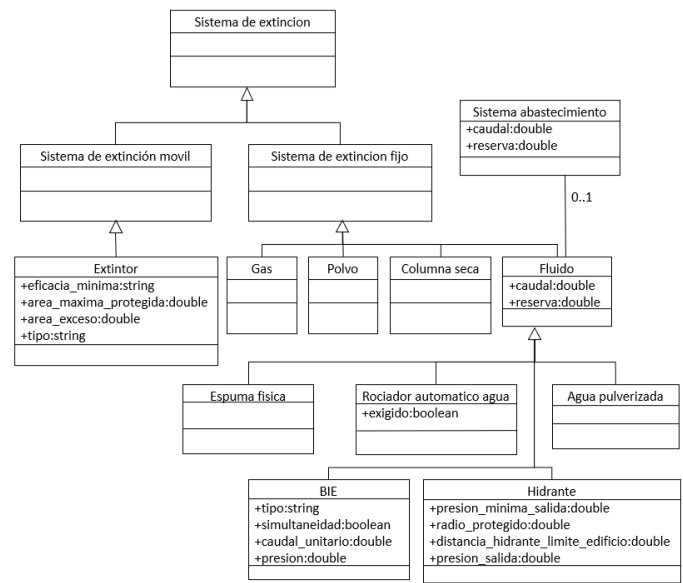 Sistema de extincion
Sistema abastecimiento
+caudal:double
+reserva:double
Sistema de extinción movil
Sistema de extincion fijo
0..1
Extintor
+eficacia_minima:string
+area_maxima_protegida:double
+area_exceso:double
+tipo:string
Gas
Polvo
Columna seca
Fluido
+caudal:double
+reserva:double
Espuma fisica
Rociador automatico agua
+exigido:boolean
Agua pulverizada
BIE
+tipo:string
+simultaneidad:boolean
+caudal_unitario:double
+presion:double
Hidrante
+presion_minima_salida:double
+radio_protegido:double
+distancia_hidrante_limite_edificio:double
+presion_salida:double